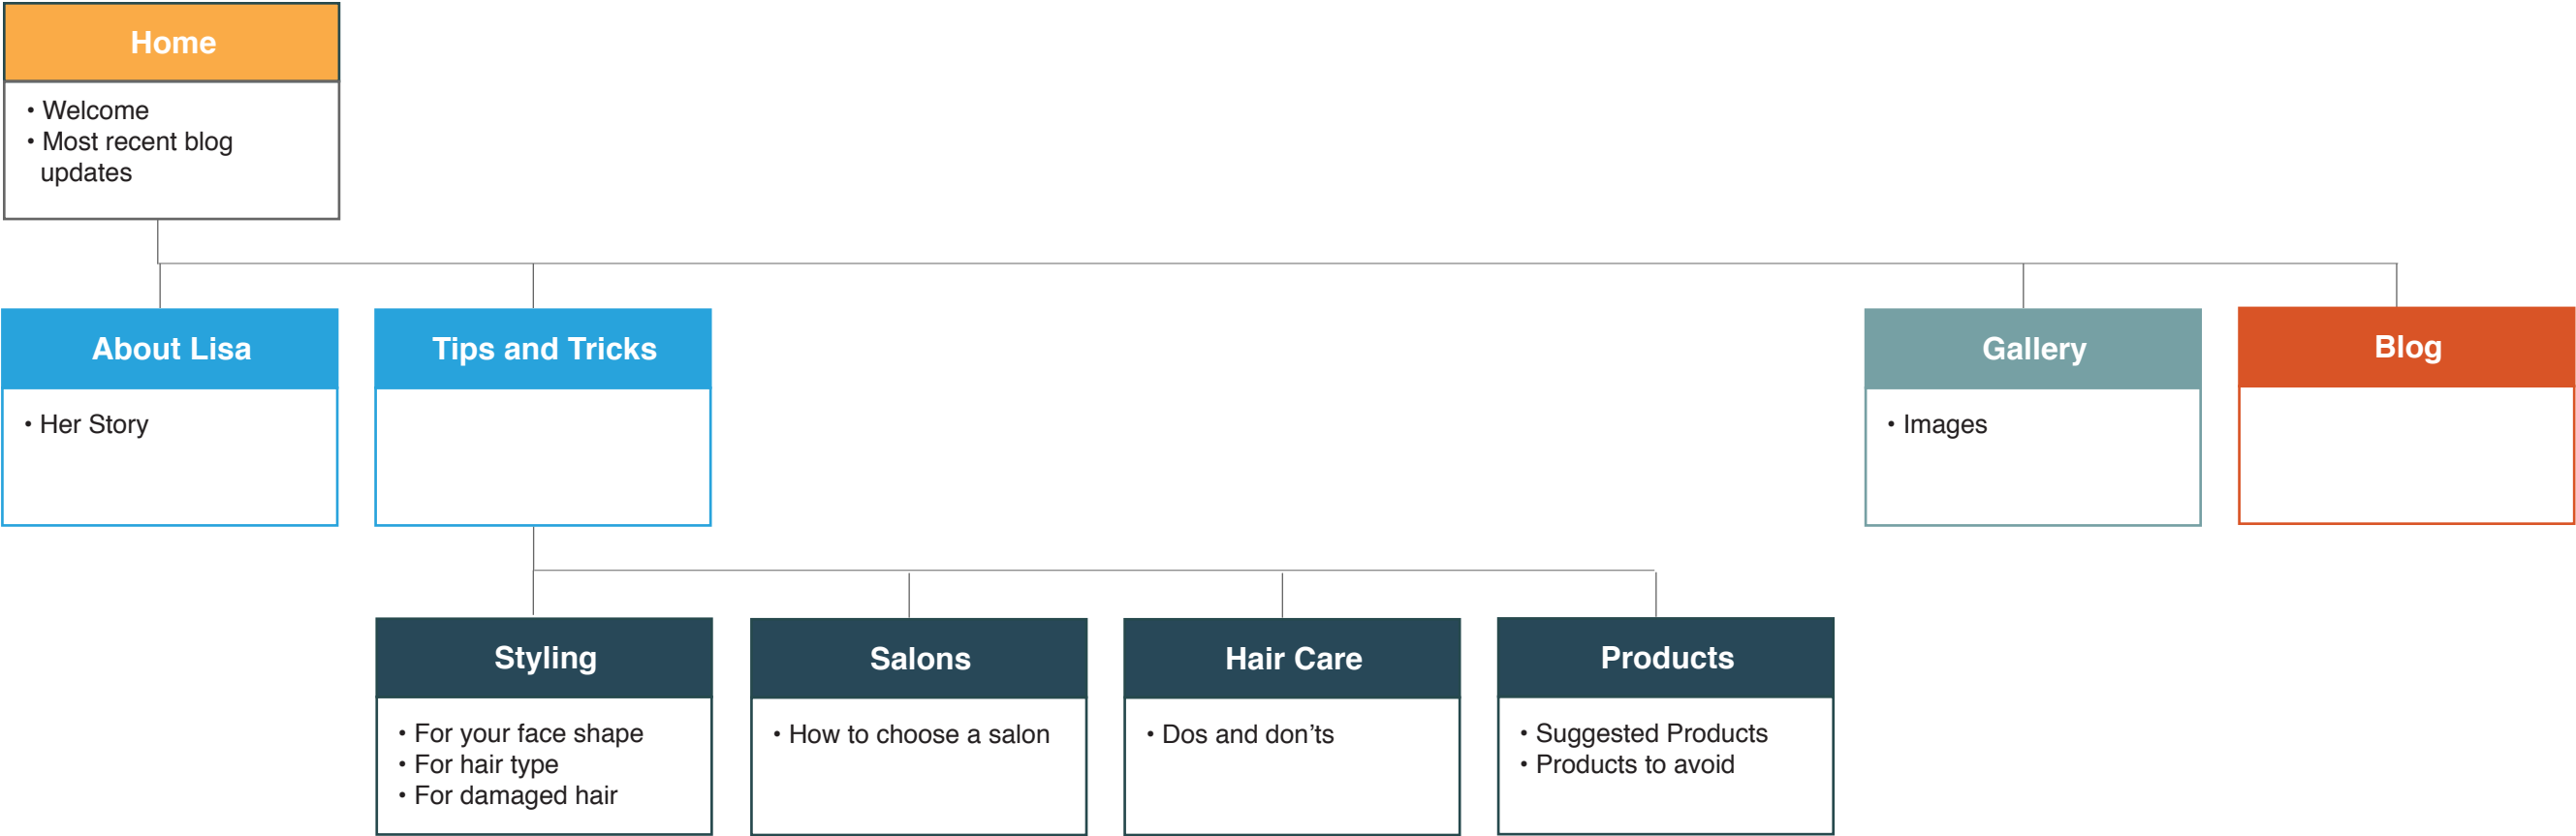 Home
• Welcome
• Most recent blog
updates
About Lisa
• Her Story
Tips and Tricks
Gallery
• Images
Blog
Styling
• For your face shape
• For hair type
• For damaged hair
Salons
• How to choose a salon
Hair Care
• Dos and don’ts
Products
• Suggested Products
• Products to avoid